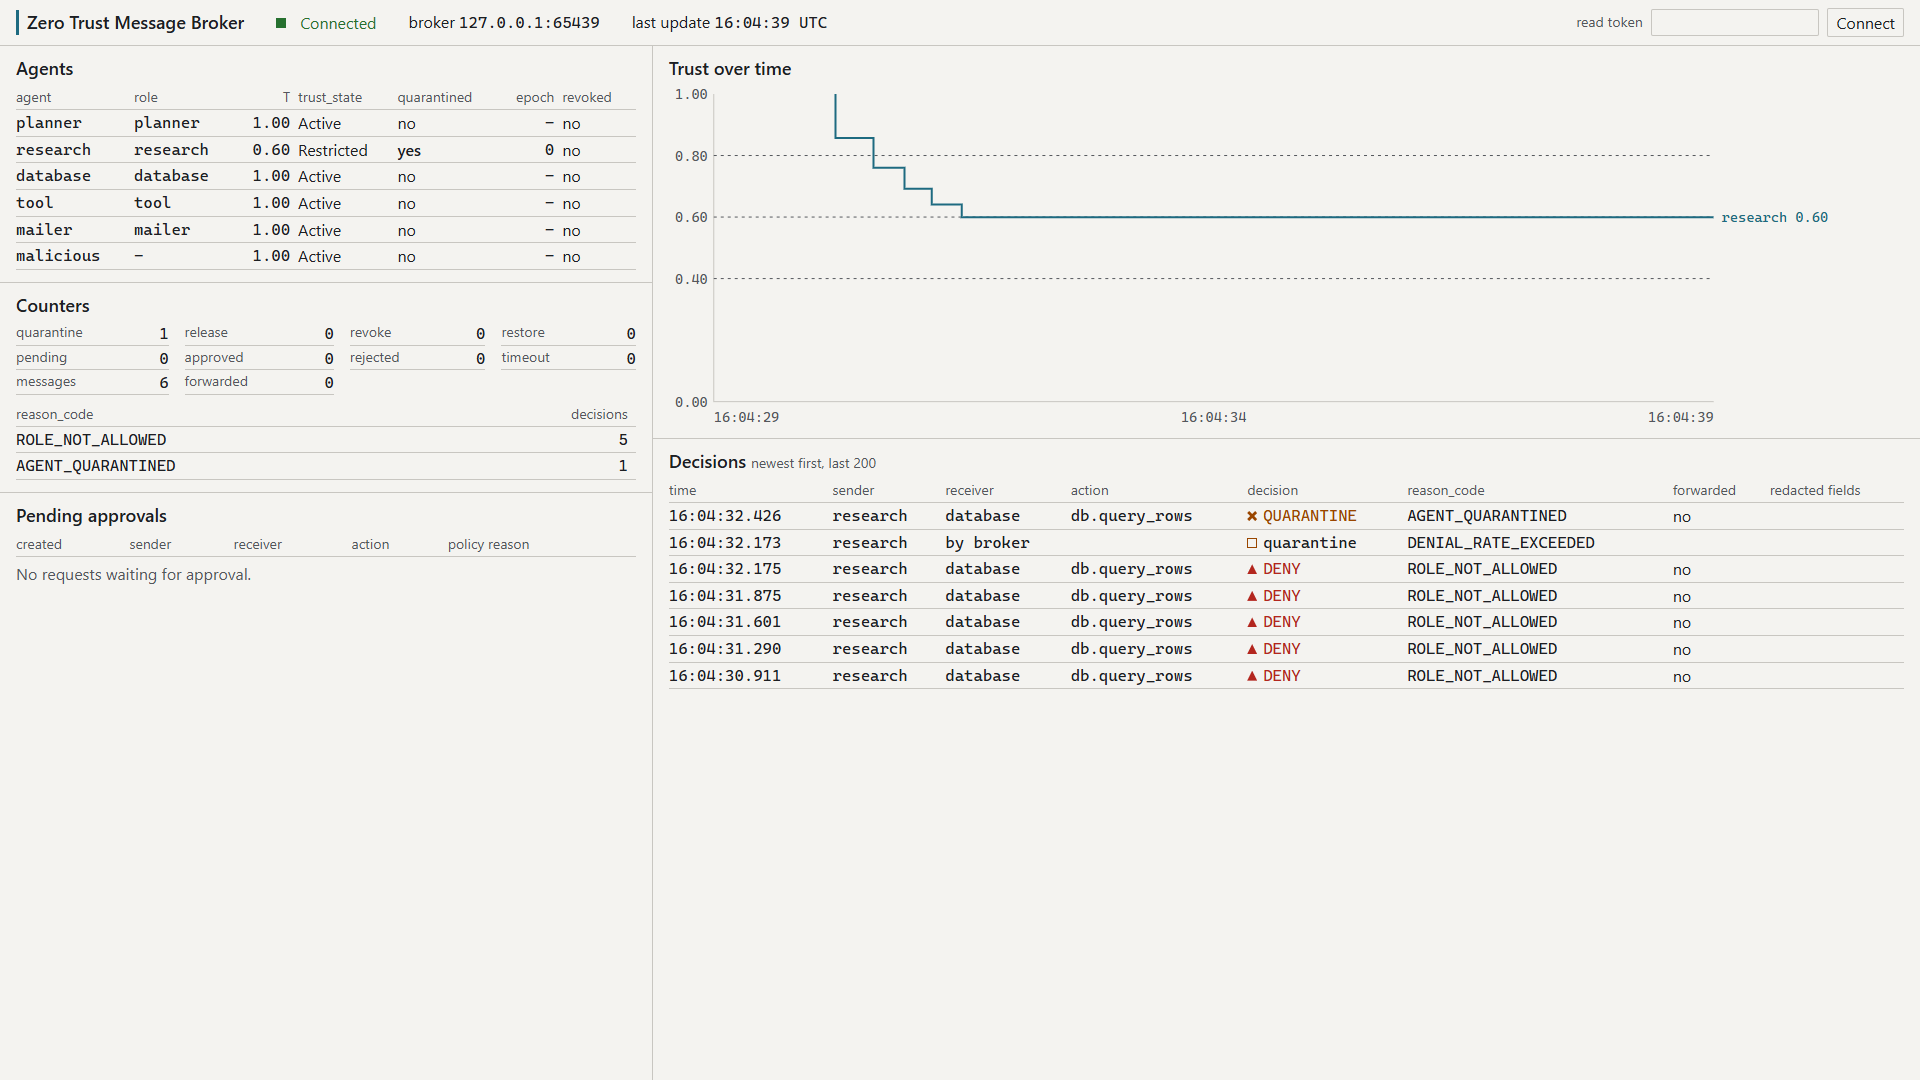 Zero Trust Message Broker Connected broker 127.0.0.1:65439 last update 16:04:39 UTC read token Connect
Agents
agent role T trust_state quarantined epoch revoked
planner planner 1.00 Active no – no
research research 0.60 Restricted yes 0 no
database database 1.00 Active no – no
tool tool 1.00 Active no – no
mailer mailer 1.00 Active no – no
malicious – 1.00 Active no – no
Counters
quarantine 1 release 0 revoke 0 restore 0
pending 0 approved 0 rejected 0 timeout 0
messages 6 forwarded 0
reason_code decisions
ROLE_NOT_ALLOWED 5
AGENT_QUARANTINED 1
Pending approvals
created sender receiver action policy reason
No requests waiting for approval.
Trust over time
1.00
0.80
0.60 research 0.60
0.40
0.00
16:04:29 16:04:34 16:04:39
Decisions newest first, last 200
time sender receiver action decision reason_code forwarded redacted fields
16:04:32.426 research database db.query_rows QUARANTINE AGENT_QUARANTINED no
16:04:32.173 research by broker quarantine DENIAL_RATE_EXCEEDED
16:04:32.175 research database db.query_rows DENY ROLE_NOT_ALLOWED no
16:04:31.875 research database db.query_rows DENY ROLE_NOT_ALLOWED no
16:04:31.601 research database db.query_rows DENY ROLE_NOT_ALLOWED no
16:04:31.290 research database db.query_rows DENY ROLE_NOT_ALLOWED no
16:04:30.911 research database db.query_rows DENY ROLE_NOT_ALLOWED no